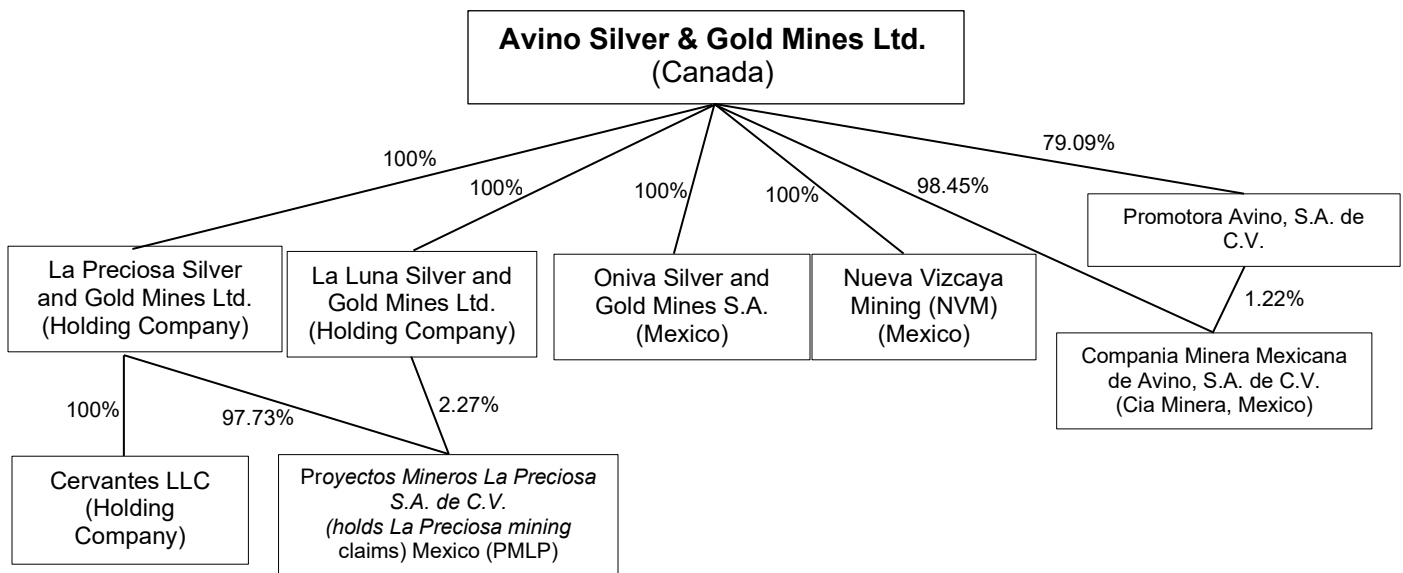 Avino Silver & Gold Mines Ltd.
(Canada)
79.09%
100%
100%
100%
100%
98.45%
Promotora Avino, S.A. de
C.V.
La Preciosa Silver
and Gold Mines Ltd.
(Holding Company)
La Luna Silver and
Gold Mines Ltd.
(Holding Company)
Oniva Silver and
Gold Mines S.A.
(Mexico)
Nueva Vizcaya
Mining (NVM)
(Mexico)
1.22%
Compania Minera Mexicana
de Avino, S.A. de C.V.
(Cia Minera, Mexico)
100%
97.73%
2.27%
Cervantes LLC
(Holding
Company)
Proyectos Mineros La Preciosa
S.A. de C.V.
(holds La Preciosa mining
claims) Mexico (PMLP)